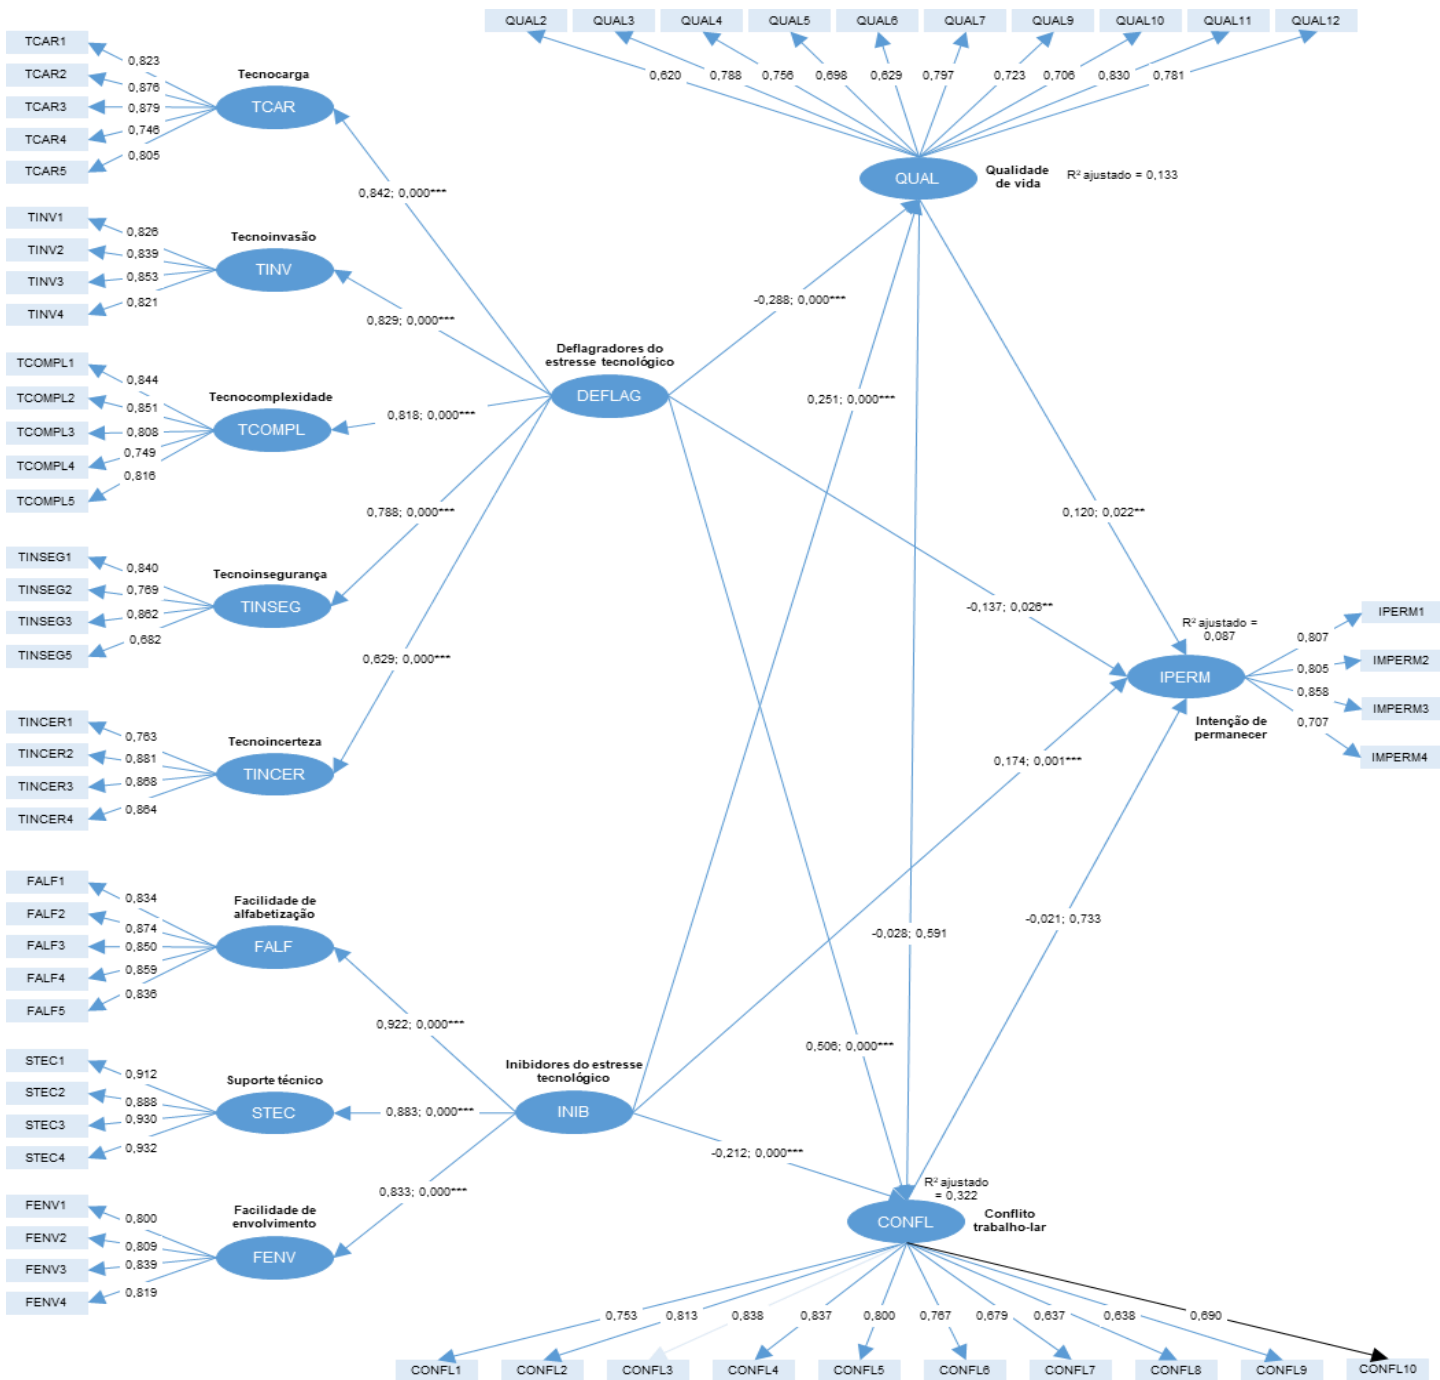 QUAL2
QUAL3
QUAL4
QUAL5
QUAL6
QUAL7
QUAL9
QUAL10
QUAL11
QUAL12
0,620
0,788
0,756
0,698
0,629
0,797
0,723
0,706
0,830
0,781
QUAL
Qualidade
de vida
R² ajustado = 0,133
TCAR1
TCAR2
TCAR3
TCAR4
TCAR5
0,823
0,876
0,879
0,746
0,805
Tecnocarga
TCAR
0,842; 0,000***
TINV1
TINV2
TINV3
TINV4
0,826
0,839
0,853
0,821
Tecnoinvasão
TINV
0,829; 0,000***
TCOMPL1
TCOMPL2
TCOMPL3
TCOMPL4
TCOMPL5
0,844
0,851
0,808
0,749
0,816
Tecnocomplexidade
TCOMPL
0,818; 0,000***
Deflagradores do
estresse tecnológico
DEFLAG
-0,288; 0,000***
0,251; 0,000***
TINSEG1
TINSEG2
TINSEG3
TINSEG5
0,840
0,769
0,862
0,682
Tecnoinsegurança
TINSEG
0,788; 0,000***
0,120; 0,022**
-0,137; 0,026**
TINCER1
TINCER2
TINCER3
TINCER4
0,763
0,881
0,868
0,864
Tecnoincerteza
TINCER
0,629; 0,000***
R² ajustado =
0,087
IPERM
Intenção de
permanecer
0,807
0,805
0,858
0,707
IPERM1
IMPERM2
IMPERM3
IMPERM4
0,174; 0,001***
FALF1
FALF2
FALF3
FALF4
FALF5
0,834
0,874
0,850
0,859
0,836
Facilidade de
alfabetização
FALF
0,922; 0,000***
-0,028; 0,591
-0,021; 0,733
0,506; 0,000***
STEC1
STEC2
STEC3
STEC4
0,912
0,888
0,930
0,932
Suporte técnico
STEC
0,883; 0,000***
Inibidores do estresse
tecnológico
INIB
-0,212; 0,000***
FENV1
FENV2
FENV3
FENV4
0,800
0,809
0,839
0,819
Facilidade de
envolvimento
FENV
0,833; 0,000***
R² ajustado
= 0,322
CONFL
Conflito
trabalho-lar
0,753
0,813
0,838
0,837
0,800
0,767
0,679
0,637
0,638
0,690
CONFL1
CONFL2
CONFL3
CONFL4
CONFL5
CONFL6
CONFL7
CONFL8
CONFL9
CONFL10